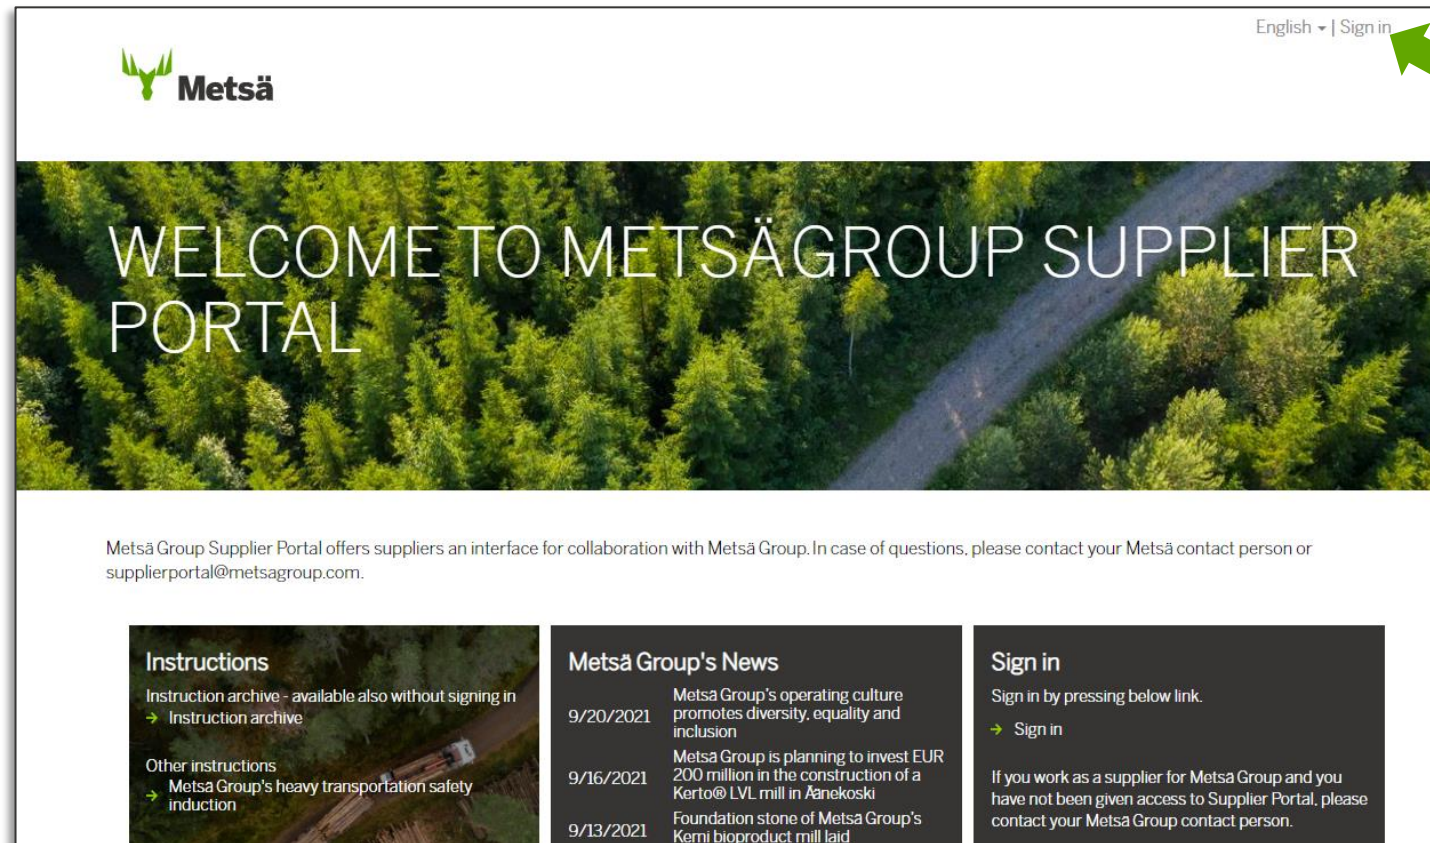 English | Sign in
Metsä
WELCOME TO METSÄGROUP SUPPLIER
PORTAL
Metsä Group Supplier Portal offers suppliers an interface for collaboration with Metsä Group. In case of questions, please contact your Metsä contact person or
supplierportal@metsagroup.com.
Instructions
Instruction archive - available also without signing in
Instruction archive
Other instructions
Metsä Group's heavy transportation safety
induction
Metsä Group's News
9/20/2021
Metsä Group's operating culture
promotes diversity, equality and
inclusion
9/16/2021
Metsä Group is planning to invest EUR
200 million in the construction of a
Kerto® LVL mill in Äänekoski
9/13/2021
Foundation stone of Metsä Group's
Kemi bioproduct mill laid
Sign in
Sign in by pressing below link.
Sign in
If you work as a supplier for Metsä Group and you
have not been given access to Supplier Portal, please
contact your Metsä Group contact person.